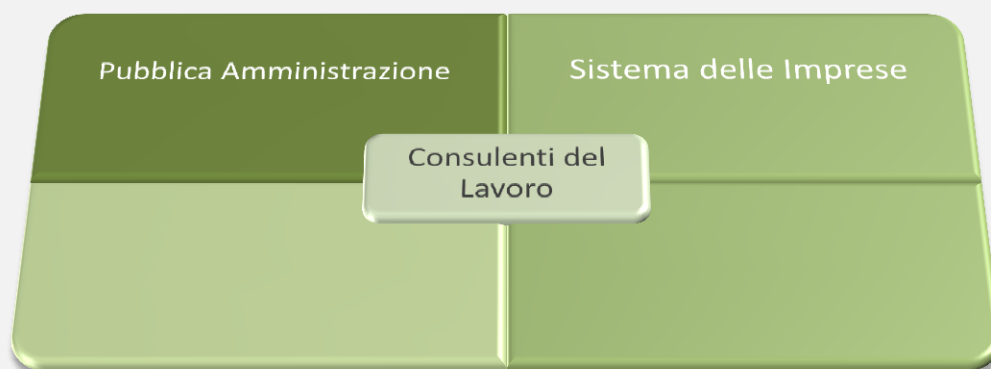 Pubblica Amministrazione
Sistema delle Imprese
Consulenti del
Lavoro